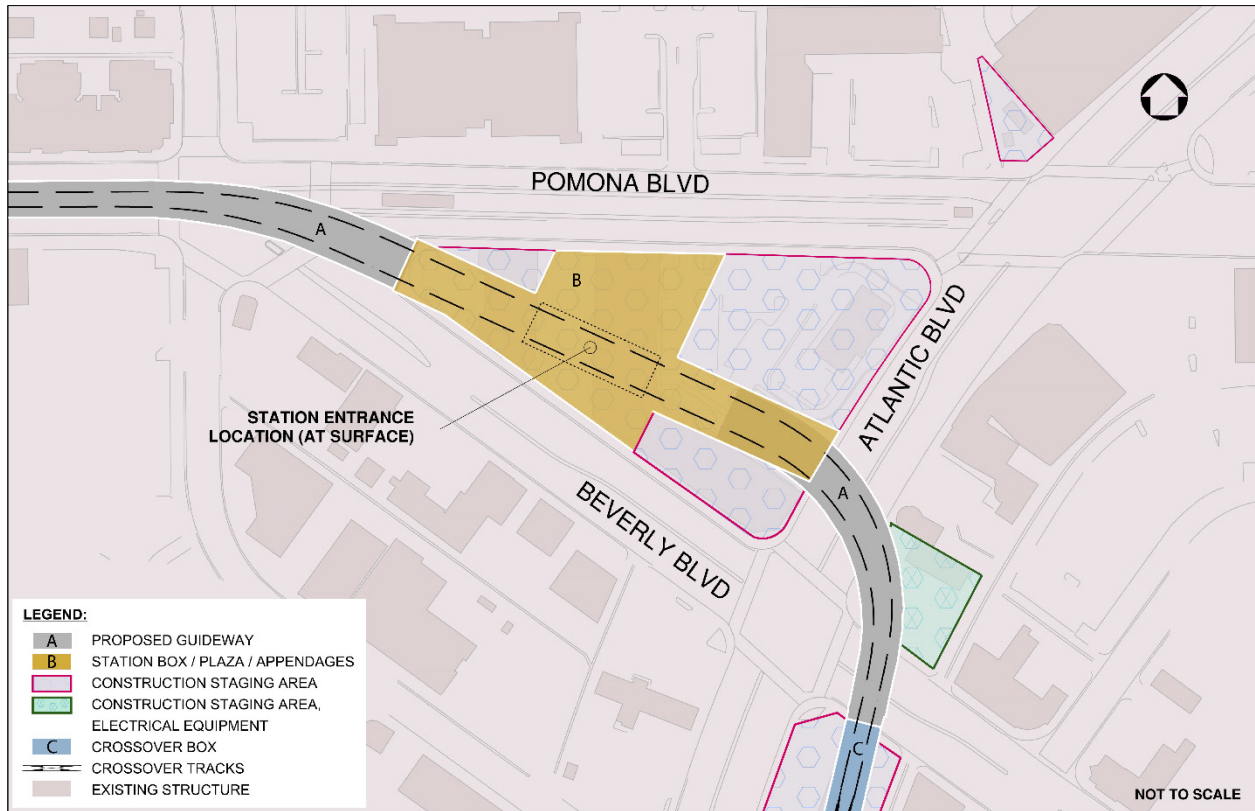 POMONA BLVD
A
B
ATLANTIC BLVD
STATION ENTRANCE
LOCATION (AT SURFACE)
A
BEVERLY BLVD
C
LEGEND:
A PROPOSED GUIDEWAY
B STATION BOX / PLAZA / APPENDAGES
CONSTRUCTION STAGING AREA
CONSTRUCTION STAGING AREA,
ELECTRICAL EQUIPMENT
C CROSSOVER BOX
CROSSOVER TRACKS
EXISTING STRUCTURE
NOT TO SCALE